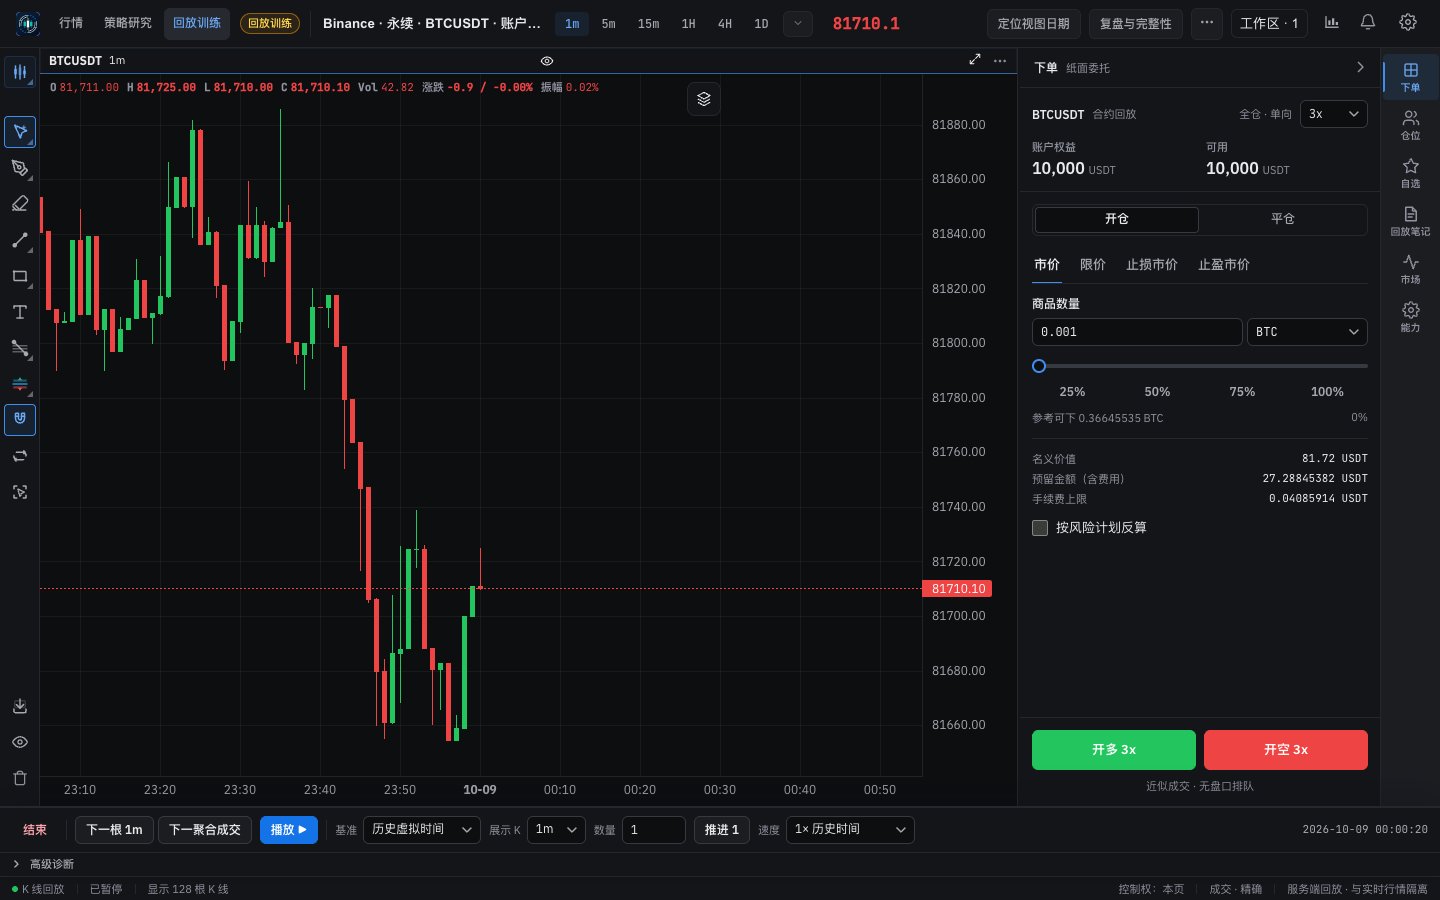 行情 策略研究 回放训练 回放训练 Binance · 永续 · BTCUSDT · 账户... 1m 5m 15m 1H 4H 1D 81710.1 定位视图日期 复盘与完整性 ··· 工作区 · 1
BTCUSDT 1m
O 81,711.00 H 81,725.00 L 81,710.00 C 81,710.10 Vol 42.82 涨跌 -0.9 / -0.00% 振幅 0.02%
81880.00
81860.00
81840.00
81820.00
81800.00
81780.00
81760.00
81740.00
81720.00
81710.10
81700.00
81680.00
81660.00
23:10 23:20 23:30 23:40 23:50 10-09 00:10 00:20 00:30 00:40 00:50
下单 纸面委托
BTCUSDT 合约回放 全仓 · 单向 3x
账户权益 可用
10,000 USDT 10,000 USDT
开仓 平仓
市价 限价 止损市价 止盈市价
商品数量
0.001 BTC
25% 50% 75% 100%
参考可下 0.36645535 BTC 0%
名义价值 81.72 USDT
预留金额（含费用） 27.28845382 USDT
手续费上限 0.04085914 USDT
按风险计划反算
开多 3x 开空 3x
近似成交 · 无盘口排队
下单
仓位
自选
回放笔记
市场
能力
结束 下一根 1m 下一聚合成交 播放 ▶ 基准 历史虚拟时间 展示 K 1m 数量 1 推进 1 速度 1× 历史时间 2026-10-09 00:00:20
高级诊断
K 线回放 已暂停 显示 128 根 K 线 控制权：本页 成交 · 精确 服务端回放 · 与实时行情隔离